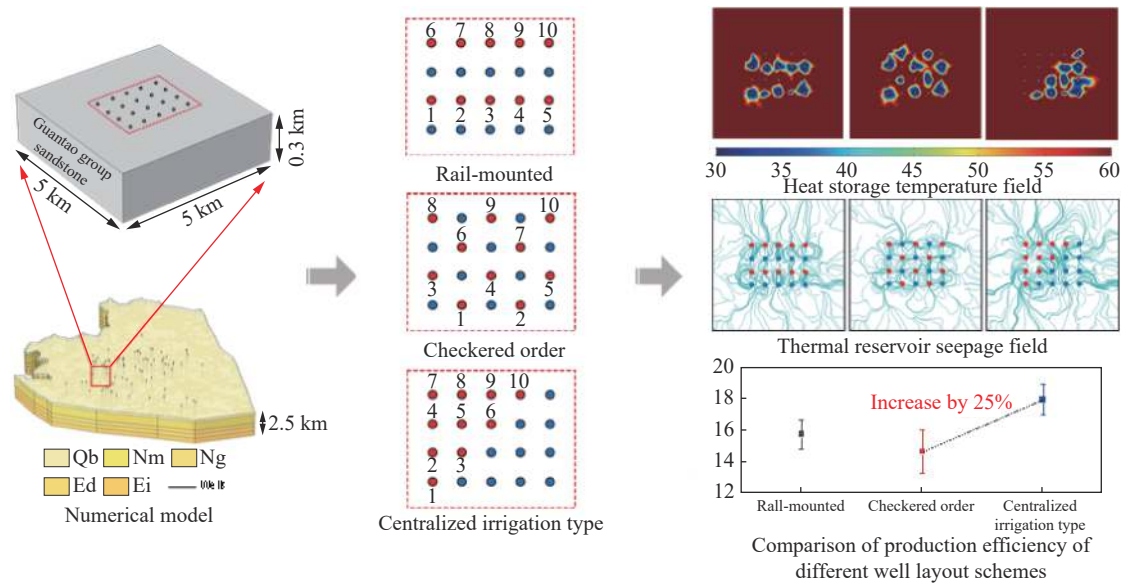 Guantao group
sandstone
0.3 km
5 km
5 km
2.5 km
Qb
Nm
Ng
Ed
Ei
Numerical model
6 7 8 9 10
1 2 3 4 5
Rail-mounted
8 9 10
6 7
3 4 5
1 2
Checkered order
7 8 9 10
4 5 6
2 3
1
Centralized irrigation type
30 35 40 45 50 55 60
Heat storage temperature field
Thermal reservoir seepage field
20
18
16
14
12
Increase by 25%
Rall-mounted
Checkered order
Centralized
irrigation type
Comparison of production efficiency of
different well layout schemes